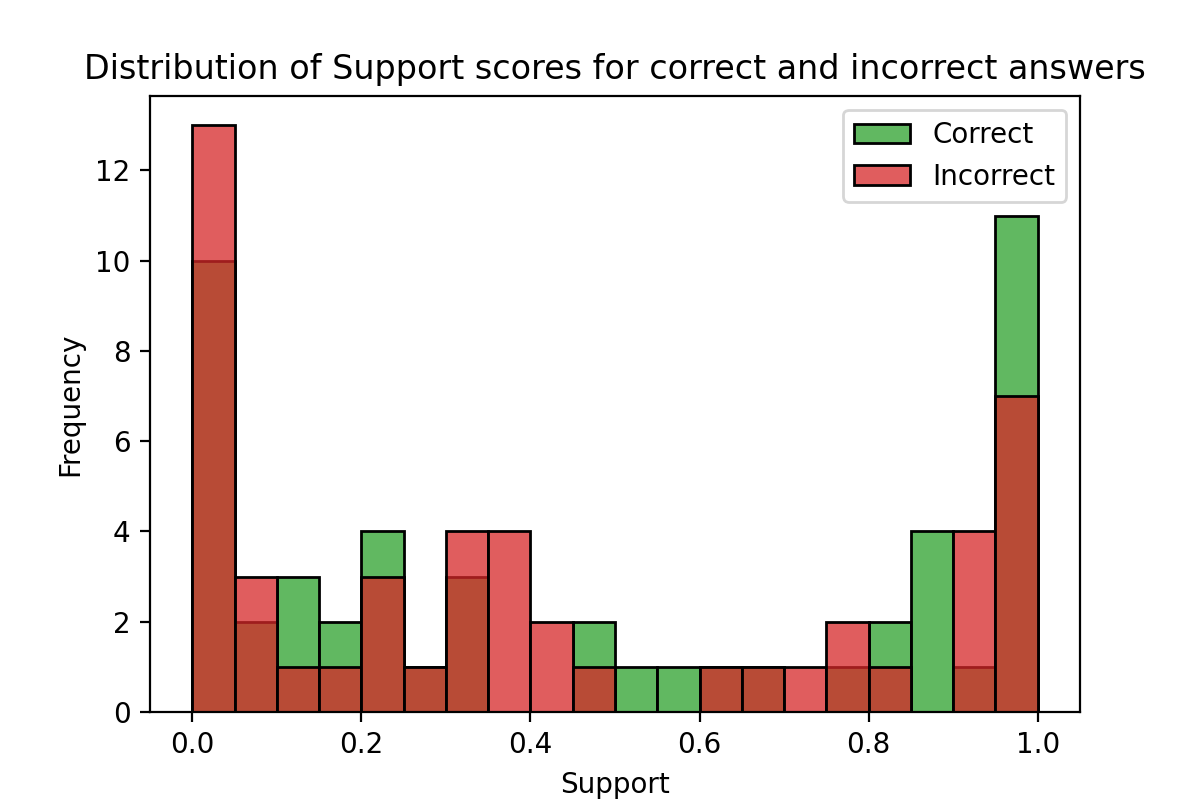 Distribution of Support scores for correct and incorrect answers
Correct
Incorrect
12
10
8
6
4
2
0
Frequency
0.0 0.2 0.4 0.6 0.8 1.0
Support